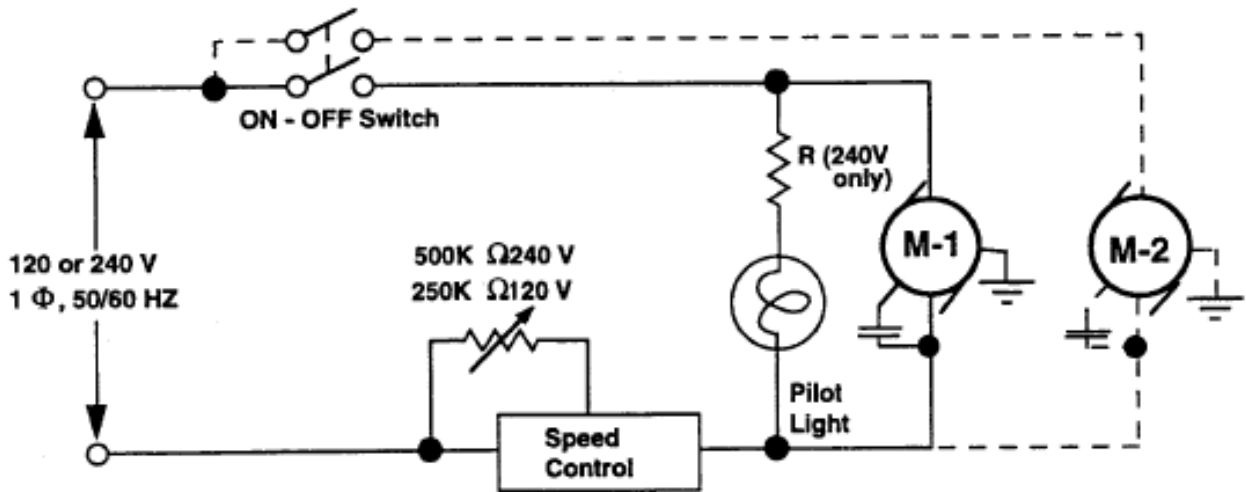 ON - OFF Switch
R (240V
only)
M-1
M-2
120 or 240 V
1 Φ, 50/60 HZ
500K Ω240 V
250K Ω120 V
Pilot
Light
Speed
Control